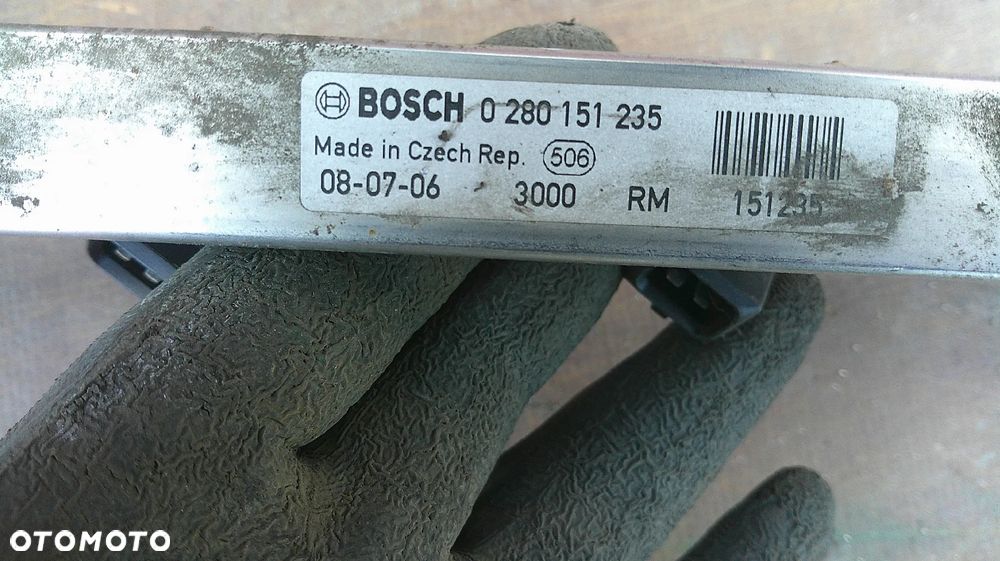 BOSCH 0 280 151 235
Made in Czech Rep. 506
08-07-06 3000 RM 151235
OTOMOTO